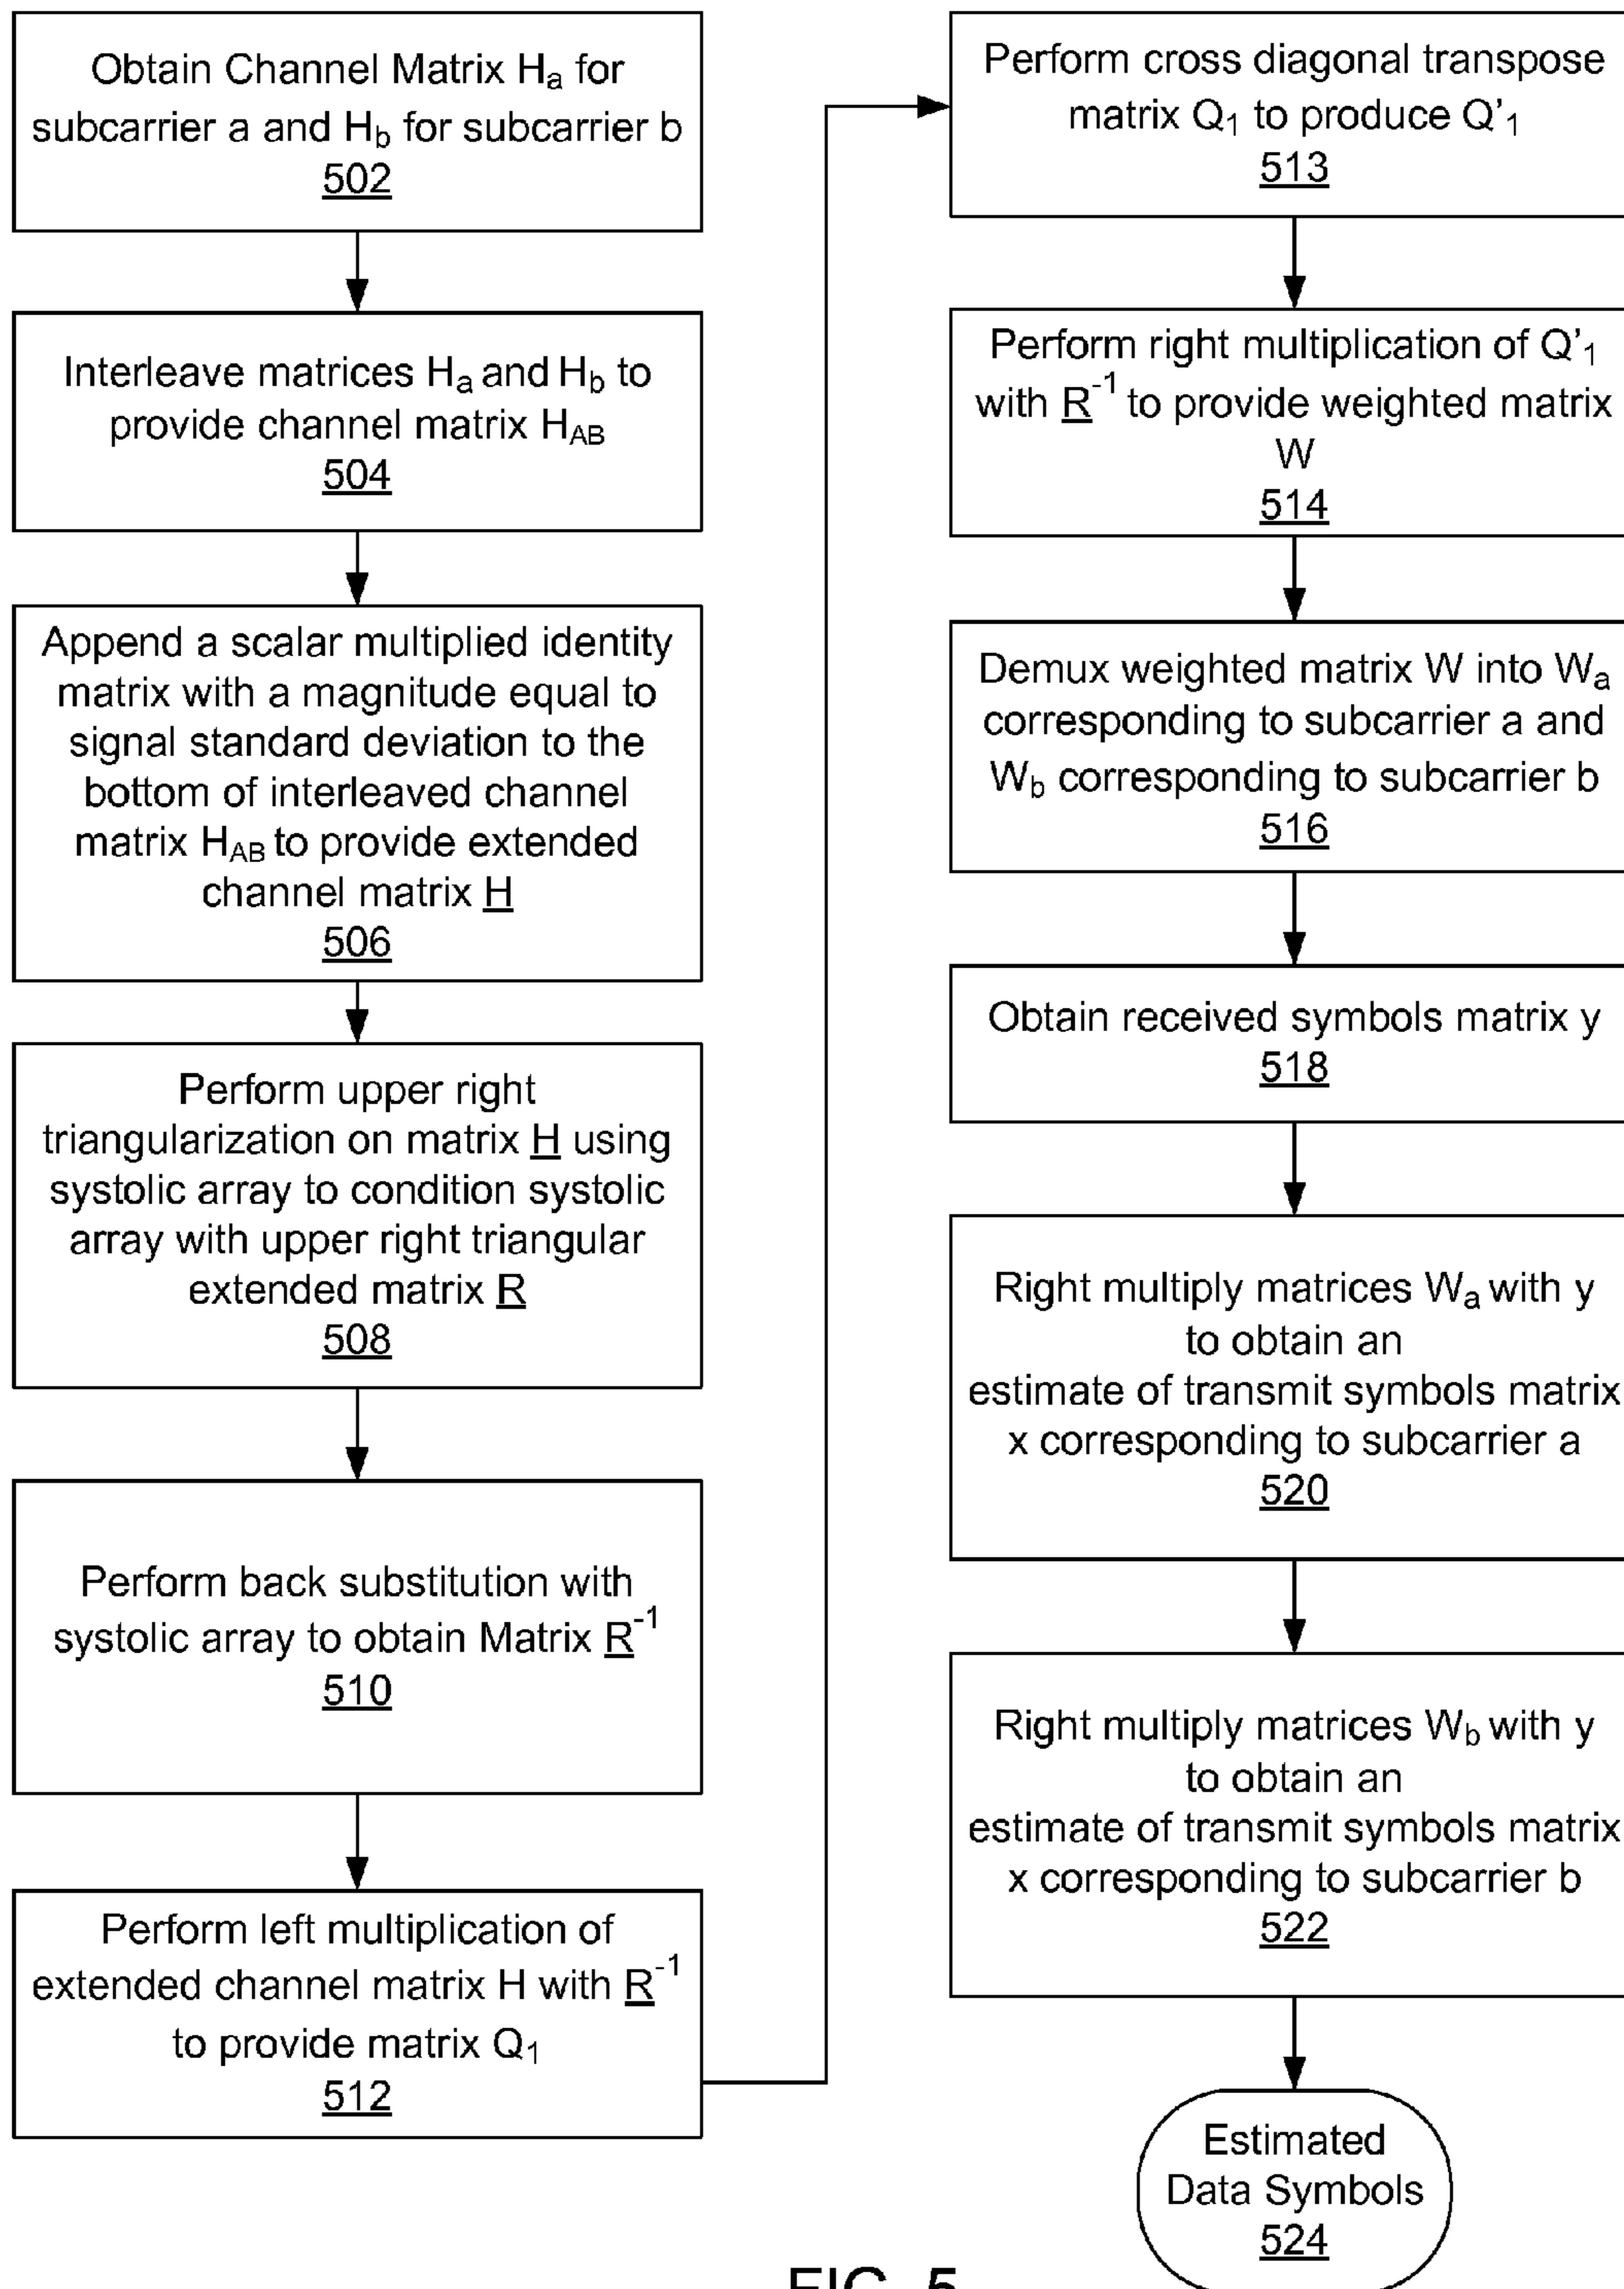 Obtain Channel Matrix Hₐ for
subcarrier a and H_b for subcarrier b
502
Interleave matrices Hₐ and H_b to
provide channel matrix H_AB
504
Append a scalar multiplied identity
matrix with a magnitude equal to
signal standard deviation to the
bottom of interleaved channel
matrix H_AB to provide extended
channel matrix H
506
Perform upper right
triangularization on matrix H using
systolic array to condition systolic
array with upper right triangular
extended matrix R
508
Perform back substitution with
systolic array to obtain Matrix R⁻¹
510
Perform left multiplication of
extended channel matrix H with R⁻¹
to provide matrix Q₁
512
Perform cross diagonal transpose
matrix Q₁ to produce Q'₁
513
Perform right multiplication of Q'₁
with R⁻¹ to provide weighted matrix
W
514
Demux weighted matrix W into Wₐ
corresponding to subcarrier a and
W_b corresponding to subcarrier b
516
Obtain received symbols matrix y
518
Right multiply matrices Wₐ with y
to obtain an
estimate of transmit symbols matrix
x corresponding to subcarrier a
520
Right multiply matrices W_b with y
to obtain an
estimate of transmit symbols matrix
x corresponding to subcarrier b
522
Estimated
Data Symbols
524
FIG. 5